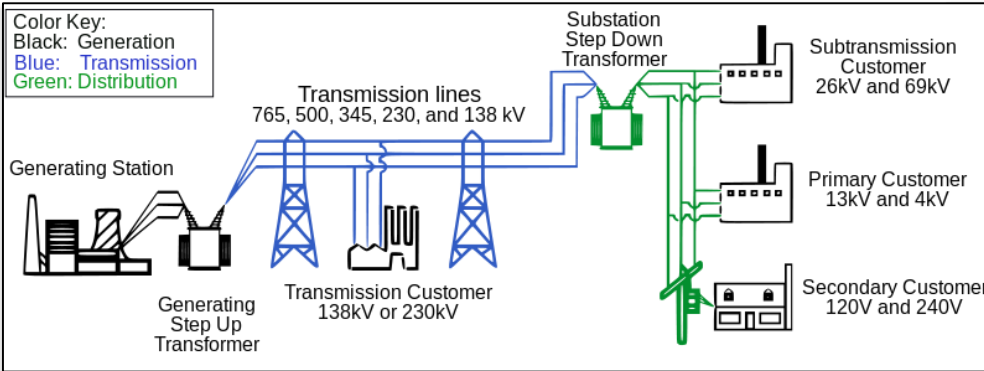 Color Key:
Black: Generation
Blue: Transmission
Green: Distribution
Substation
Step Down
Transformer
Subtransmission
Customer
26kV and 69kV
Transmission lines
765, 500, 345, 230, and 138 kV
Generating Station
Primary Customer
13kV and 4kV
Transmission Customer
138kV or 230kV
Generating
Step Up
Transformer
Secondary Customer
120V and 240V